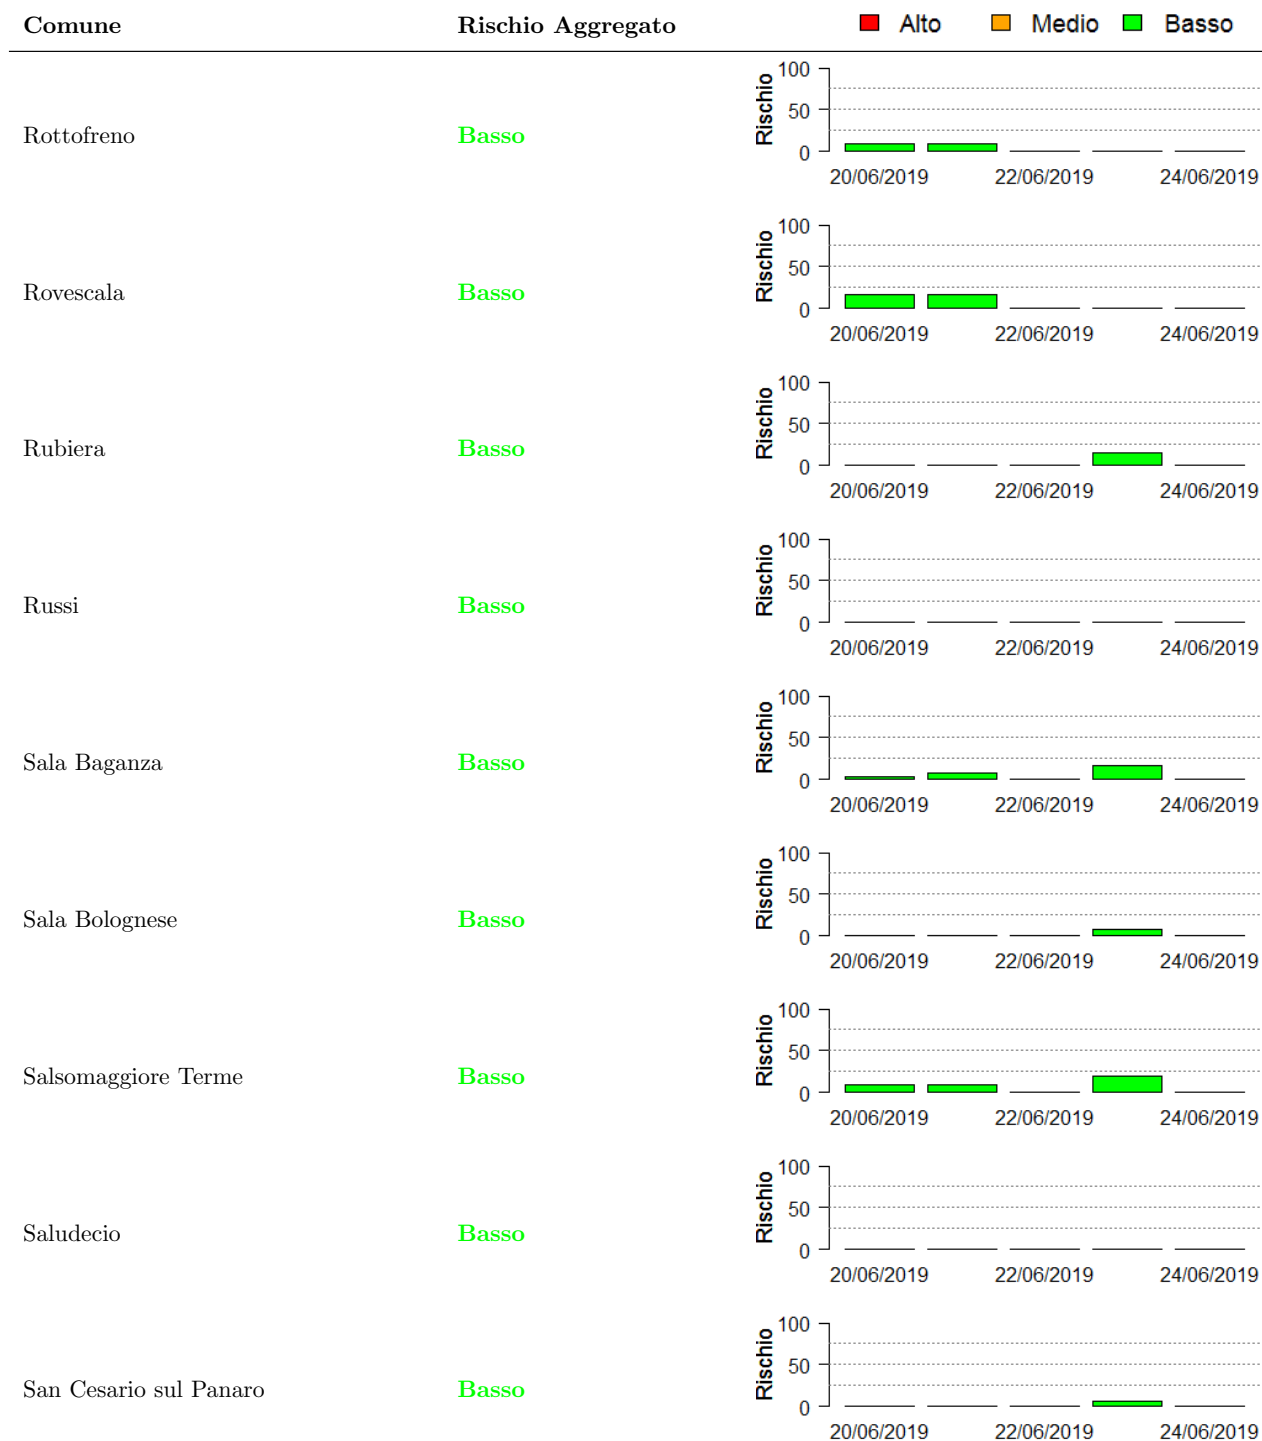 Comune Rischio Aggregato Alto Medio Basso
100
50
0
Rischio
Rottofreno Basso
20/06/2019 22/06/2019 24/06/2019
100
50
0
Rischio
Rovescala Basso
20/06/2019 22/06/2019 24/06/2019
100
50
0
Rischio
Rubiera Basso
20/06/2019 22/06/2019 24/06/2019
100
50
0
Rischio
Russi Basso
20/06/2019 22/06/2019 24/06/2019
100
50
0
Rischio
Sala Baganza Basso
20/06/2019 22/06/2019 24/06/2019
100
50
0
Rischio
Sala Bolognese Basso
20/06/2019 22/06/2019 24/06/2019
100
50
0
Rischio
Salsomaggiore Terme Basso
20/06/2019 22/06/2019 24/06/2019
100
50
0
Rischio
Saludecio Basso
20/06/2019 22/06/2019 24/06/2019
100
50
0
Rischio
San Cesario sul Panaro Basso
20/06/2019 22/06/2019 24/06/2019